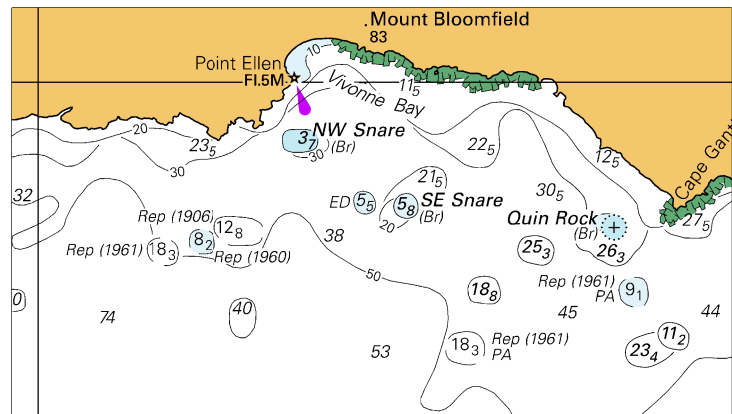 .Mount Bloomfield
83
10
Point Ellen
Fl.5M
Vivonne Bay
11₅
20
23₅
NW Snare
3₇
(Br)
30
30
22₅
12₅
Cape Gant
32
21₅
30₅
27₅
ED
5₅
5₈
SE Snare
(Br)
20
Rep (1906)
12₈
Quin Rock
(Br)
Rep (1961)
18₃
8₂
Rep (1960)
38
25₃
26₃
50
18₈
Rep (1961)
PA
9₁
0
40
74
45
44
53
18₃
Rep (1961)
PA
11₂
23₄